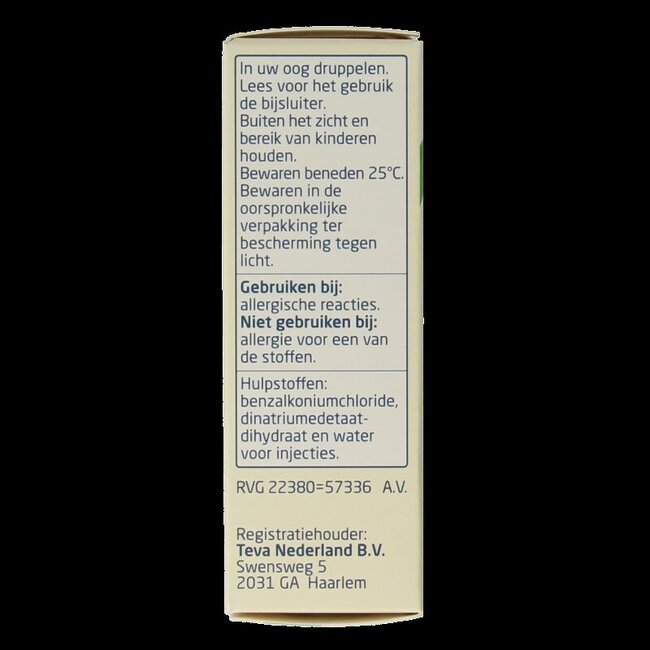 In uw oog druppelen.
Lees voor het gebruik
de bijsluiter.
Buiten het zicht en
bereik van kinderen
houden.
Bewaren beneden 25°C.
Bewaren in de
oorspronkelijke
verpakking ter
bescherming tegen
licht.
Gebruiken bij:
allergische reacties.
Niet gebruiken bij:
allergie voor een van
de stoffen.
Hulpstoffen:
benzalkoniumchloride,
dinatriumedetaat-
dihydraat en water
voor injecties.
RVG 22380=57336 A.V.
Registratiehouder:
Teva Nederland B.V.
Swensweg 5
2031 GA Haarlem